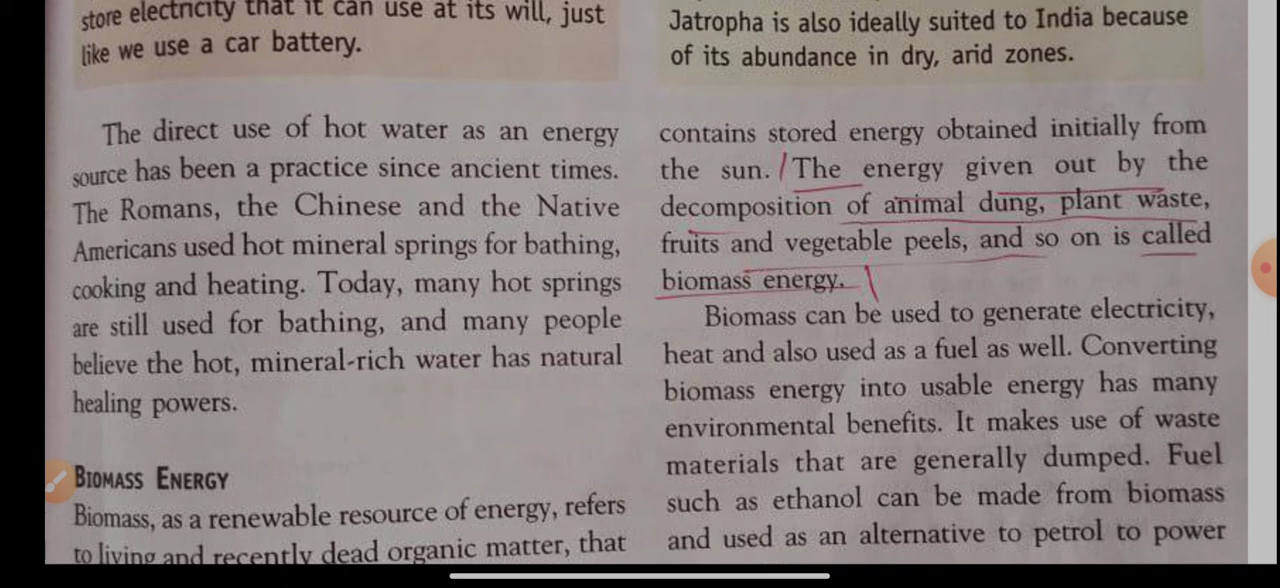 store electricity that it can use at its will, just
like we use a car battery.
The direct use of hot water as an energy
source has been a practice since ancient times.
The Romans, the Chinese and the Native
Americans used hot mineral springs for bathing,
cooking and heating. Today, many hot springs
are still used for bathing, and many people
believe the hot, mineral-rich water has natural
healing powers.
BIOMASS ENERGY
Biomass, as a renewable resource of energy, refers
to living and recently dead organic matter, that
Jatropha is also ideally suited to India because
of its abundance in dry, arid zones.
contains stored energy obtained initially from
the sun. The energy given out by the
decomposition of animal dung, plant waste,
fruits and vegetable peels, and so on is called
biomass energy.
Biomass can be used to generate electricity,
heat and also used as a fuel as well. Converting
biomass energy into usable energy has many
environmental benefits. It makes use of waste
materials that are generally dumped. Fuel
such as ethanol can be made from biomass
and used as an alternative to petrol to power